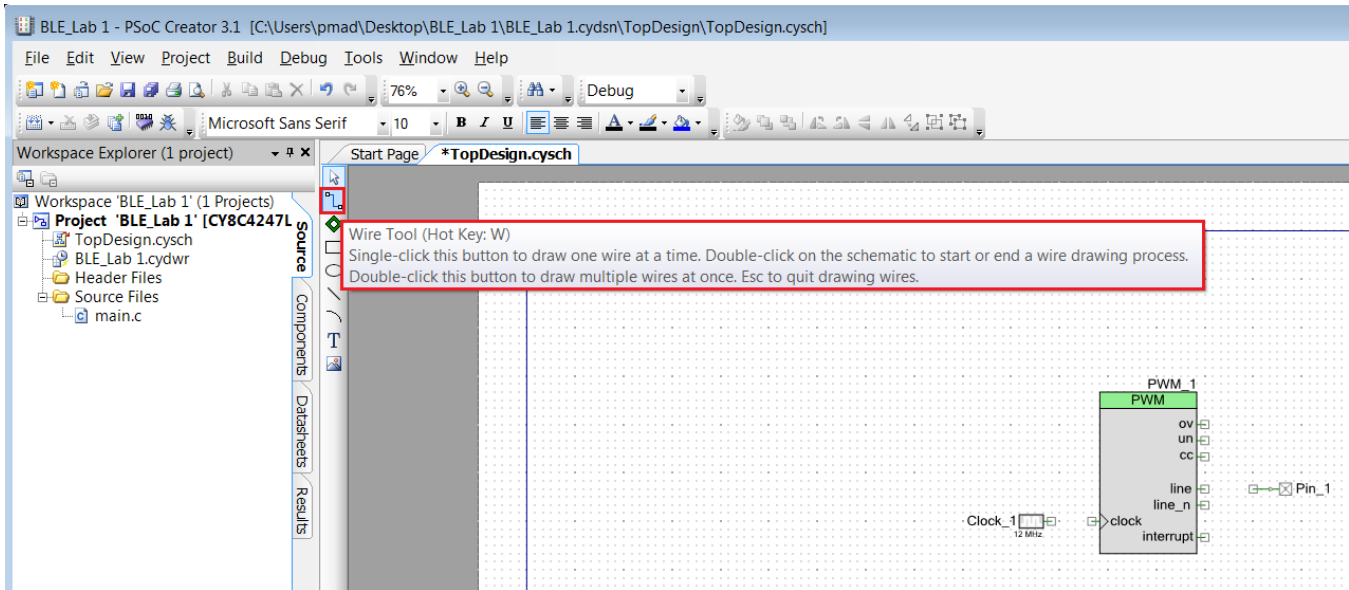 BLE_Lab 1 - PSoC Creator 3.1 [C:\Users\pmad\Desktop\BLE_Lab 1\BLE_Lab 1.cydsn\TopDesign\TopDesign.cysch]
File Edit View Project Build Debug Tools Window Help
76% Debug
Microsoft Sans Serif 10 B I U A
Workspace Explorer (1 project)
Start Page *TopDesign.cysch
Workspace 'BLE_Lab 1' (1 Projects)
Project 'BLE_Lab 1' [CY8C4247L
TopDesign.cysch
BLE_Lab 1.cydwr
Header Files
Source Files
main.c
Source
Components
Datasheets
Results
T
Wire Tool (Hot Key: W)
Single-click this button to draw one wire at a time. Double-click on the schematic to start or end a wire drawing process.
Double-click this button to draw multiple wires at once. Esc to quit drawing wires.
PWM_1
PWM
ov
un
cc
line
Pin_1
line_n
Clock_1
12 MHz
clock
interrupt